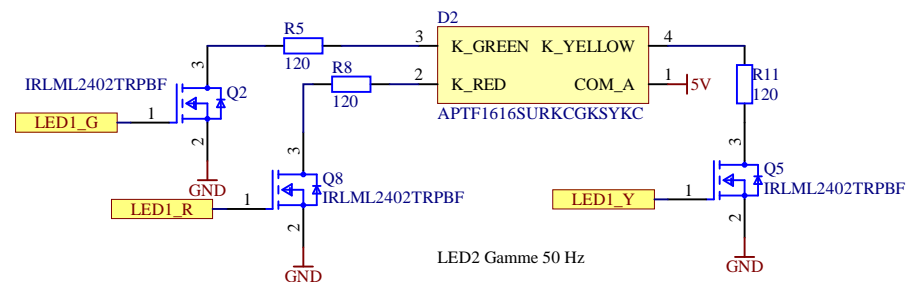 D2
R5
120
3
K_GREEN
K_YELLOW
4
R8
120
2
K_RED
COM_A
1
5V
R11
120
APTF1616SURKCGKSYKC
IRLML2402TRPBF
3
Q2
LED1_G
1
2
GND
3
Q8
IRLML2402TRPBF
LED1_R
1
2
GND
3
Q5
IRLML2402TRPBF
LED1_Y
1
2
GND
LED2 Gamme 50 Hz